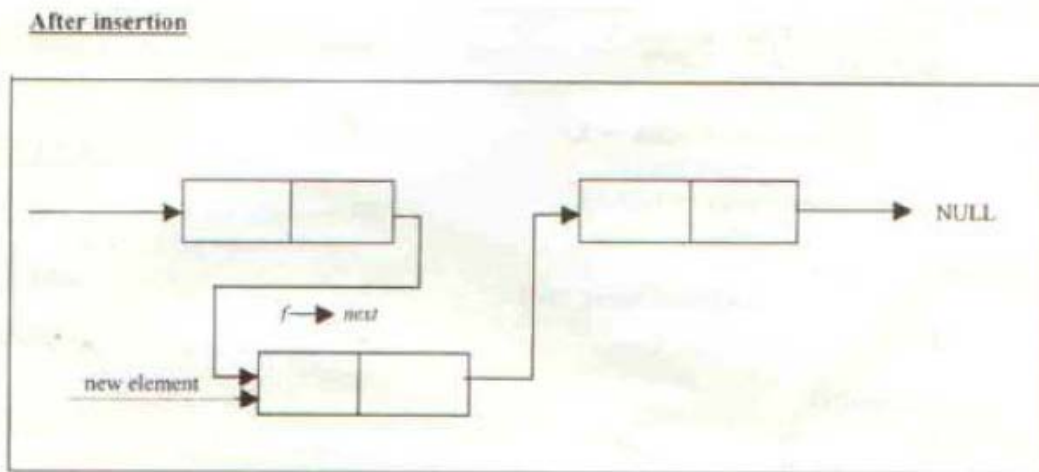 After insertion
NULL
f → next
new element